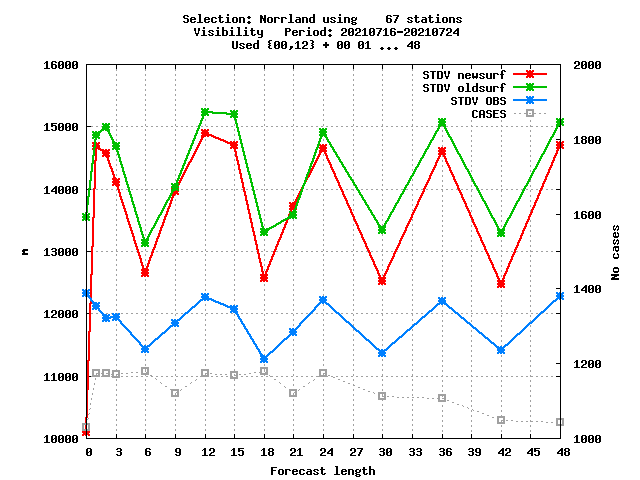 Selection: Norrland using    67 stations
Visibility   Period: 20210716-20210724
Used {00,12} + 00 01 ... 48
STDV newsurf
STDV oldsurf
STDV OBS
CASES
16000
15000
14000
13000
12000
11000
10000
m
2000
1800
1600
1400
1200
1000
No cases
0 3 6 9 12 15 18 21 24 27 30 33 36 39 42 45 48
Forecast length